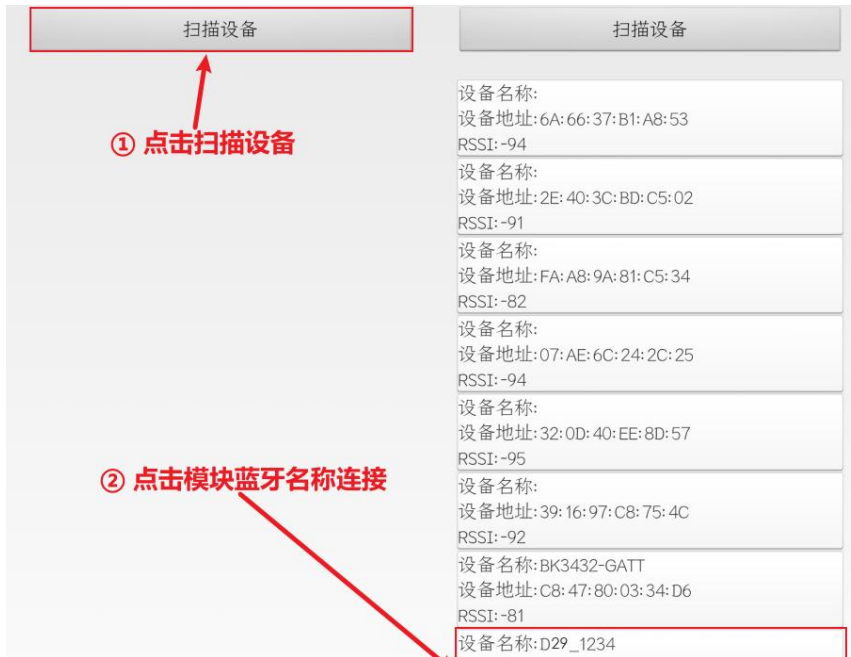 扫描设备
① 点击扫描设备
② 点击模块蓝牙名称连接
扫描设备
设备名称:
设备地址:6A:66:37:B1:A8:53
RSSI:-94
设备名称:
设备地址:2E:40:3C:BD:C5:02
RSSI:-91
设备名称:
设备地址:FA:A8:9A:81:C5:34
RSSI:-82
设备名称:
设备地址:07:AE:6C:24:2C:25
RSSI:-94
设备名称:
设备地址:32:0D:40:EE:8D:57
RSSI:-95
设备名称:
设备地址:39:16:97:C8:75:4C
RSSI:-92
设备名称:BK3432-GATT
设备地址:C8:47:80:03:34:D6
RSSI:-81
设备名称:D29_1234